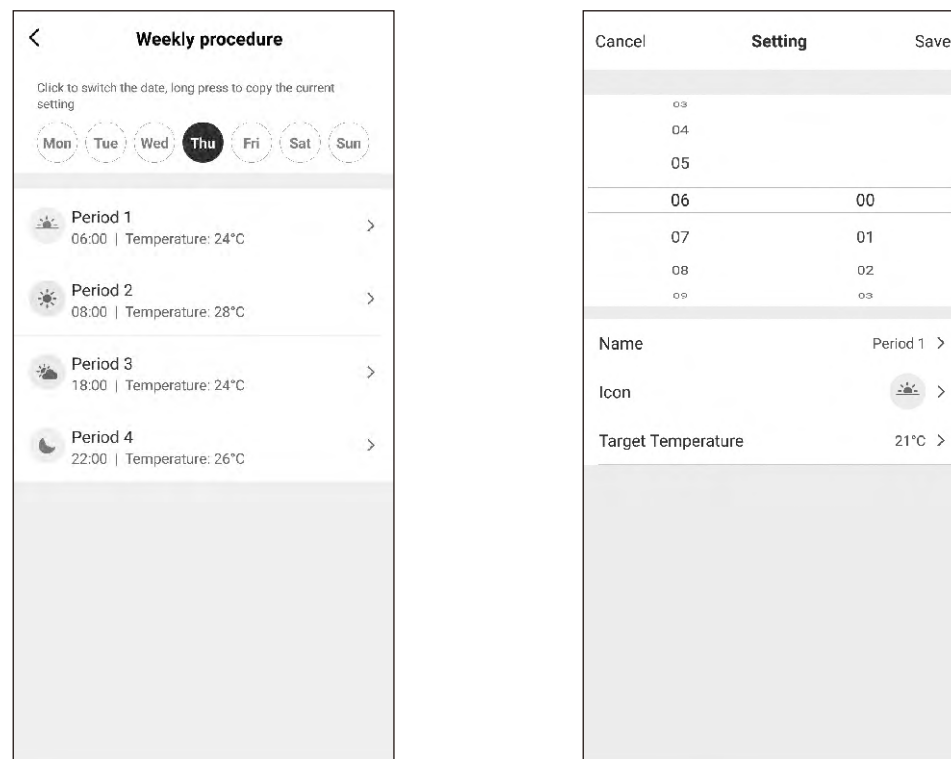 Weekly procedure
Click to switch the date, long press to copy the current
setting
Mon Tue Wed Thu Fri Sat Sun
Period 1
06:00 | Temperature: 24°C
Period 2
08:00 | Temperature: 28°C
Period 3
18:00 | Temperature: 24°C
Period 4
22:00 | Temperature: 26°C
Cancel Setting Save
03
04
05
06 00
07 01
08 02
09 03
Name Period 1
Icon
Target Temperature 21°C